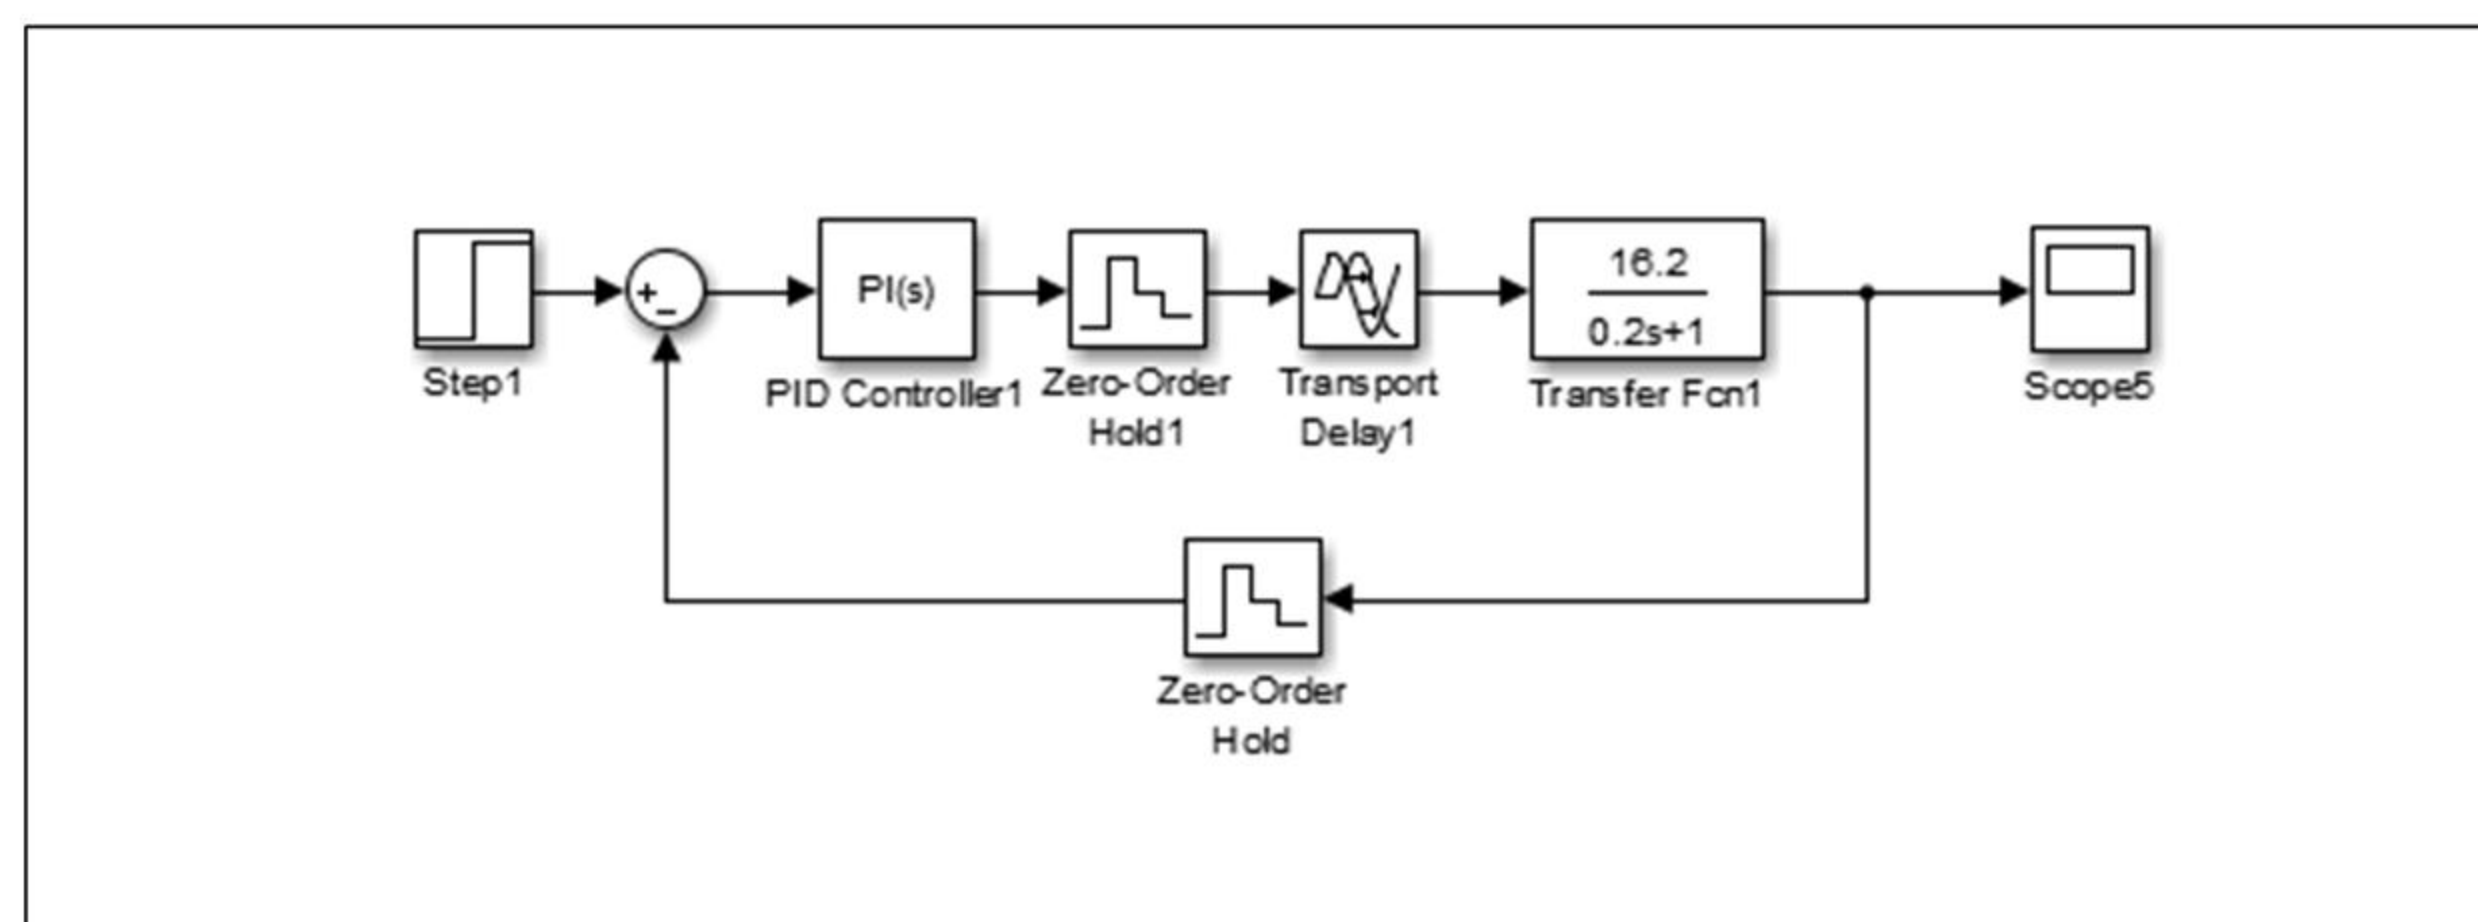 +
−
PI(s)
16.2
0.2s+1
Step1
PID Controller1
Zero-Order
Hold1
Transport
Delay1
Transfer Fcn1
Scope5
Zero-Order
Hold